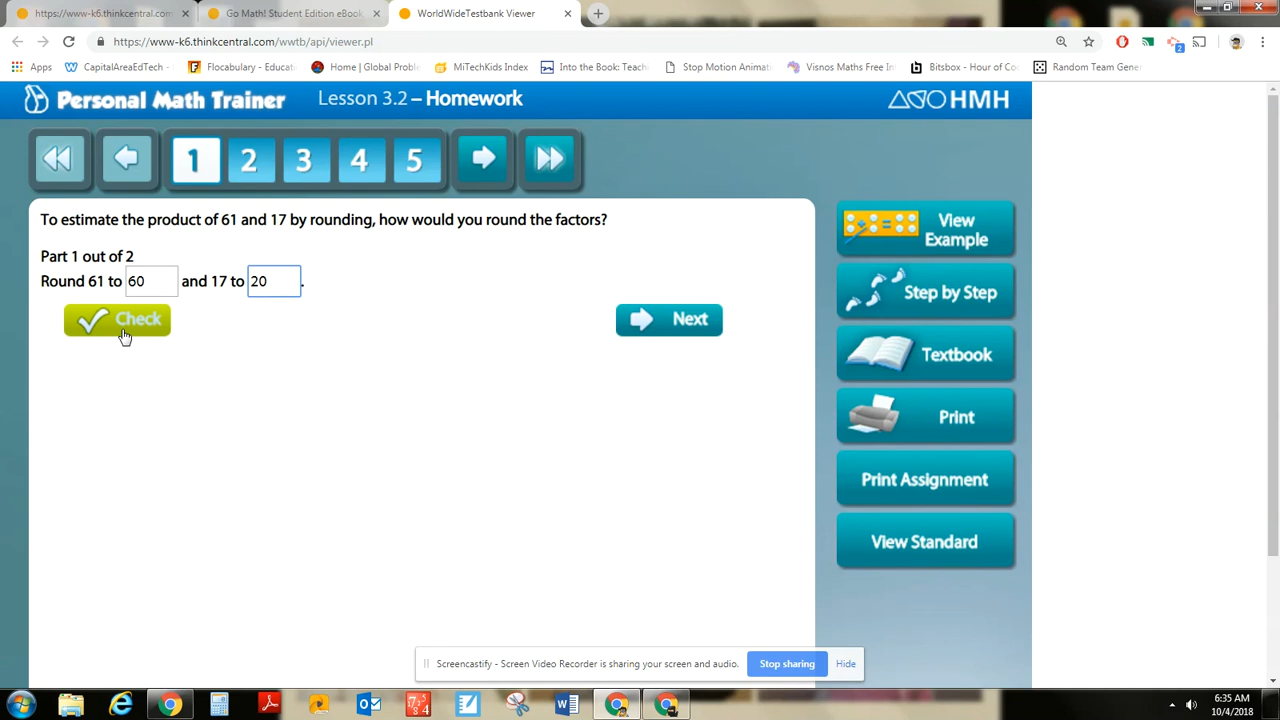 https://www-k6.thinkcentral.com
Go Math! Student Edition eBook
WorldWideTestbank Viewer
https://www-k6.thinkcentral.com/wwtb/api/viewer.pl
Apps
CapitalAreaEdTech -
Flocabulary - Educati
Home | Global Proble
MiTechKids Index
Into the Book: Teach
Stop Motion Animat
Visnos Maths Free In
Bitsbox - Hour of Co
Random Team Gene
2
Personal Math Trainer
Lesson 3.2 – Homework
HMH
1
2
3
4
5
To estimate the product of 61 and 17 by rounding, how would you round the factors?
Part 1 out of 2
Round 61 to 60 and 17 to 20.
Check
Next
View Example
Step by Step
Textbook
Print
Print Assignment
View Standard
Screencastify - Screen Video Recorder is sharing your screen and audio.
Stop sharing
Hide
6:35 AM
10/4/2018